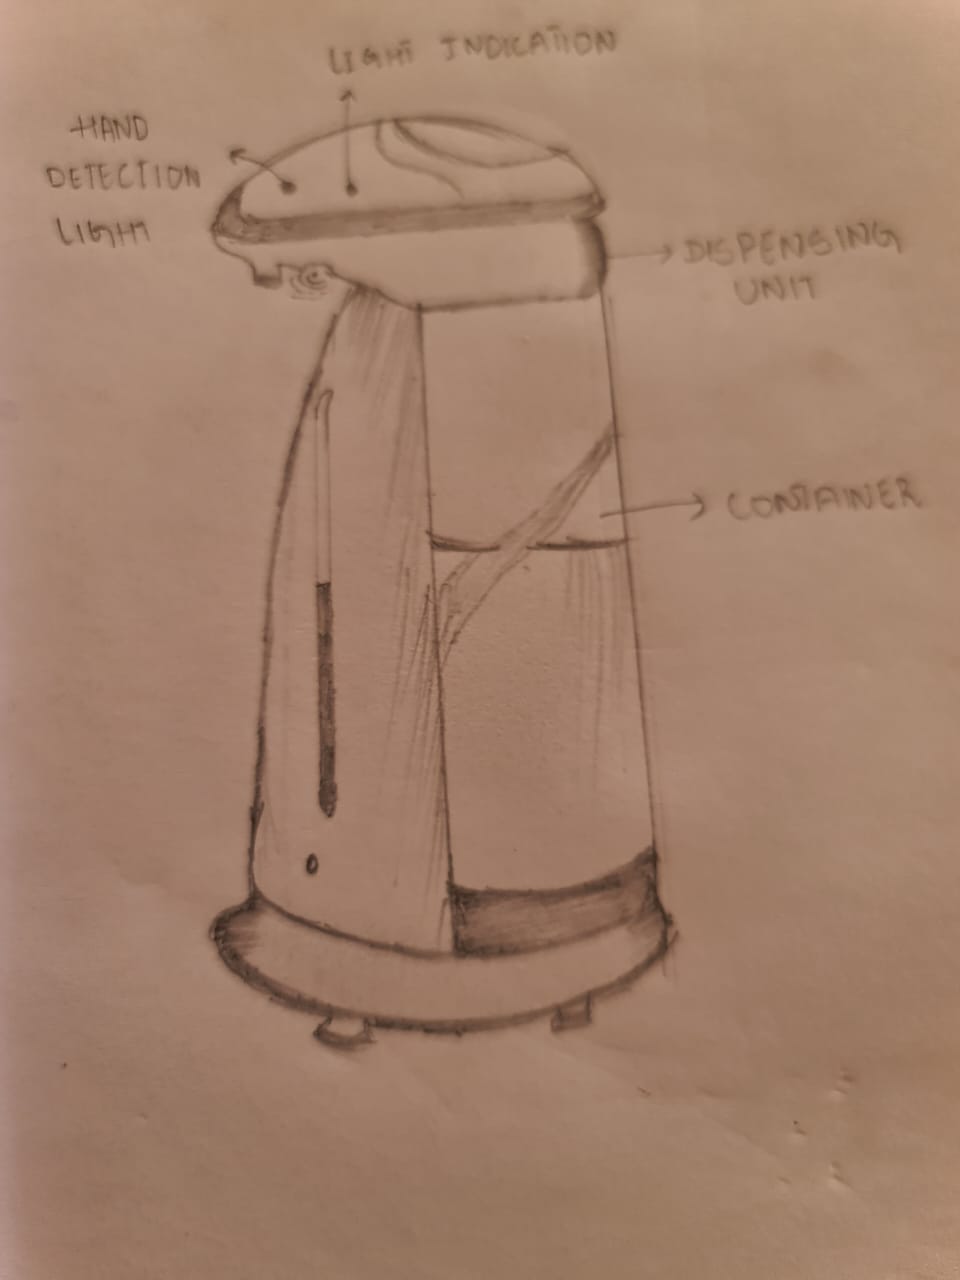 LIGHT INDICATION
HAND
DETECTION
LIGHT
DISPENSING
UNIT
CONTAINER